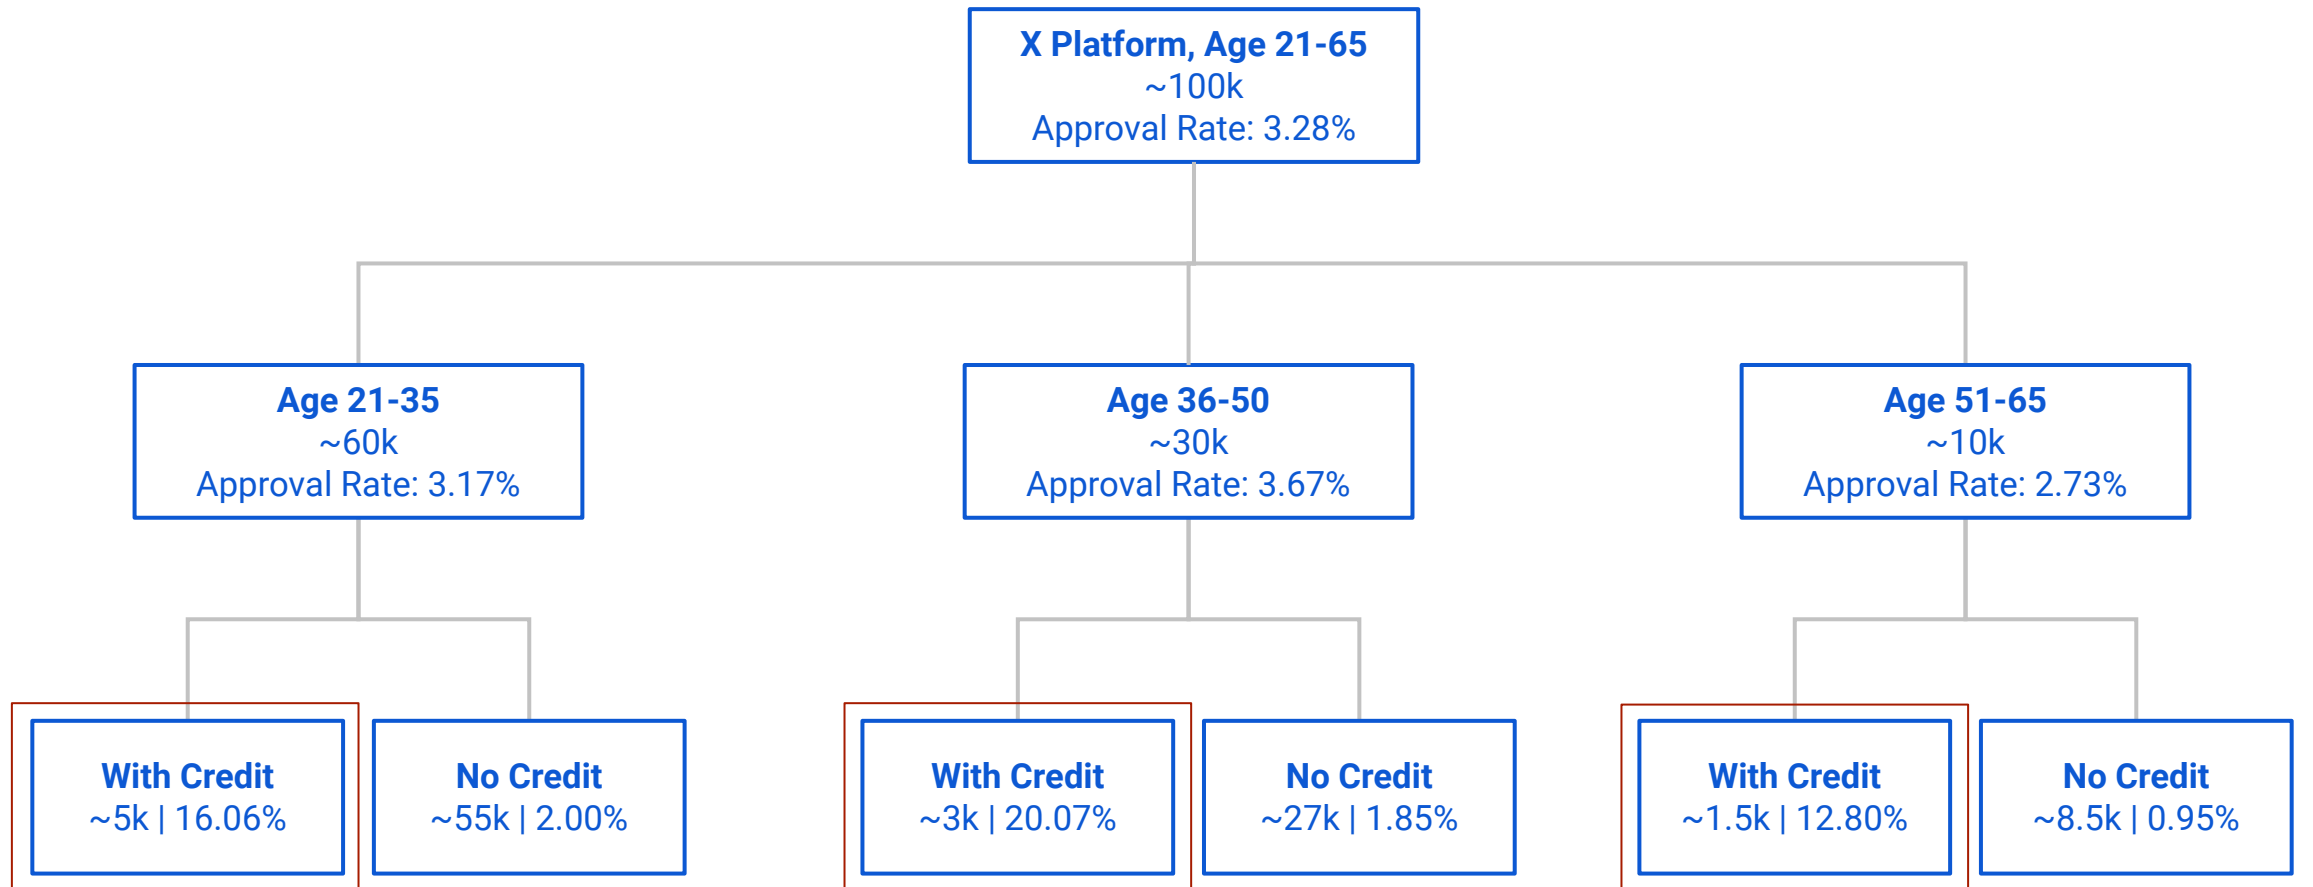 X Platform, Age 21-65
~100k
Approval Rate: 3.28%
Age 21-35
~60k
Approval Rate: 3.17%
Age 36-50
~30k
Approval Rate: 3.67%
Age 51-65
~10k
Approval Rate: 2.73%
With Credit
~5k | 16.06%
No Credit
~55k | 2.00%
With Credit
~3k | 20.07%
No Credit
~27k | 1.85%
With Credit
~1.5k | 12.80%
No Credit
~8.5k | 0.95%